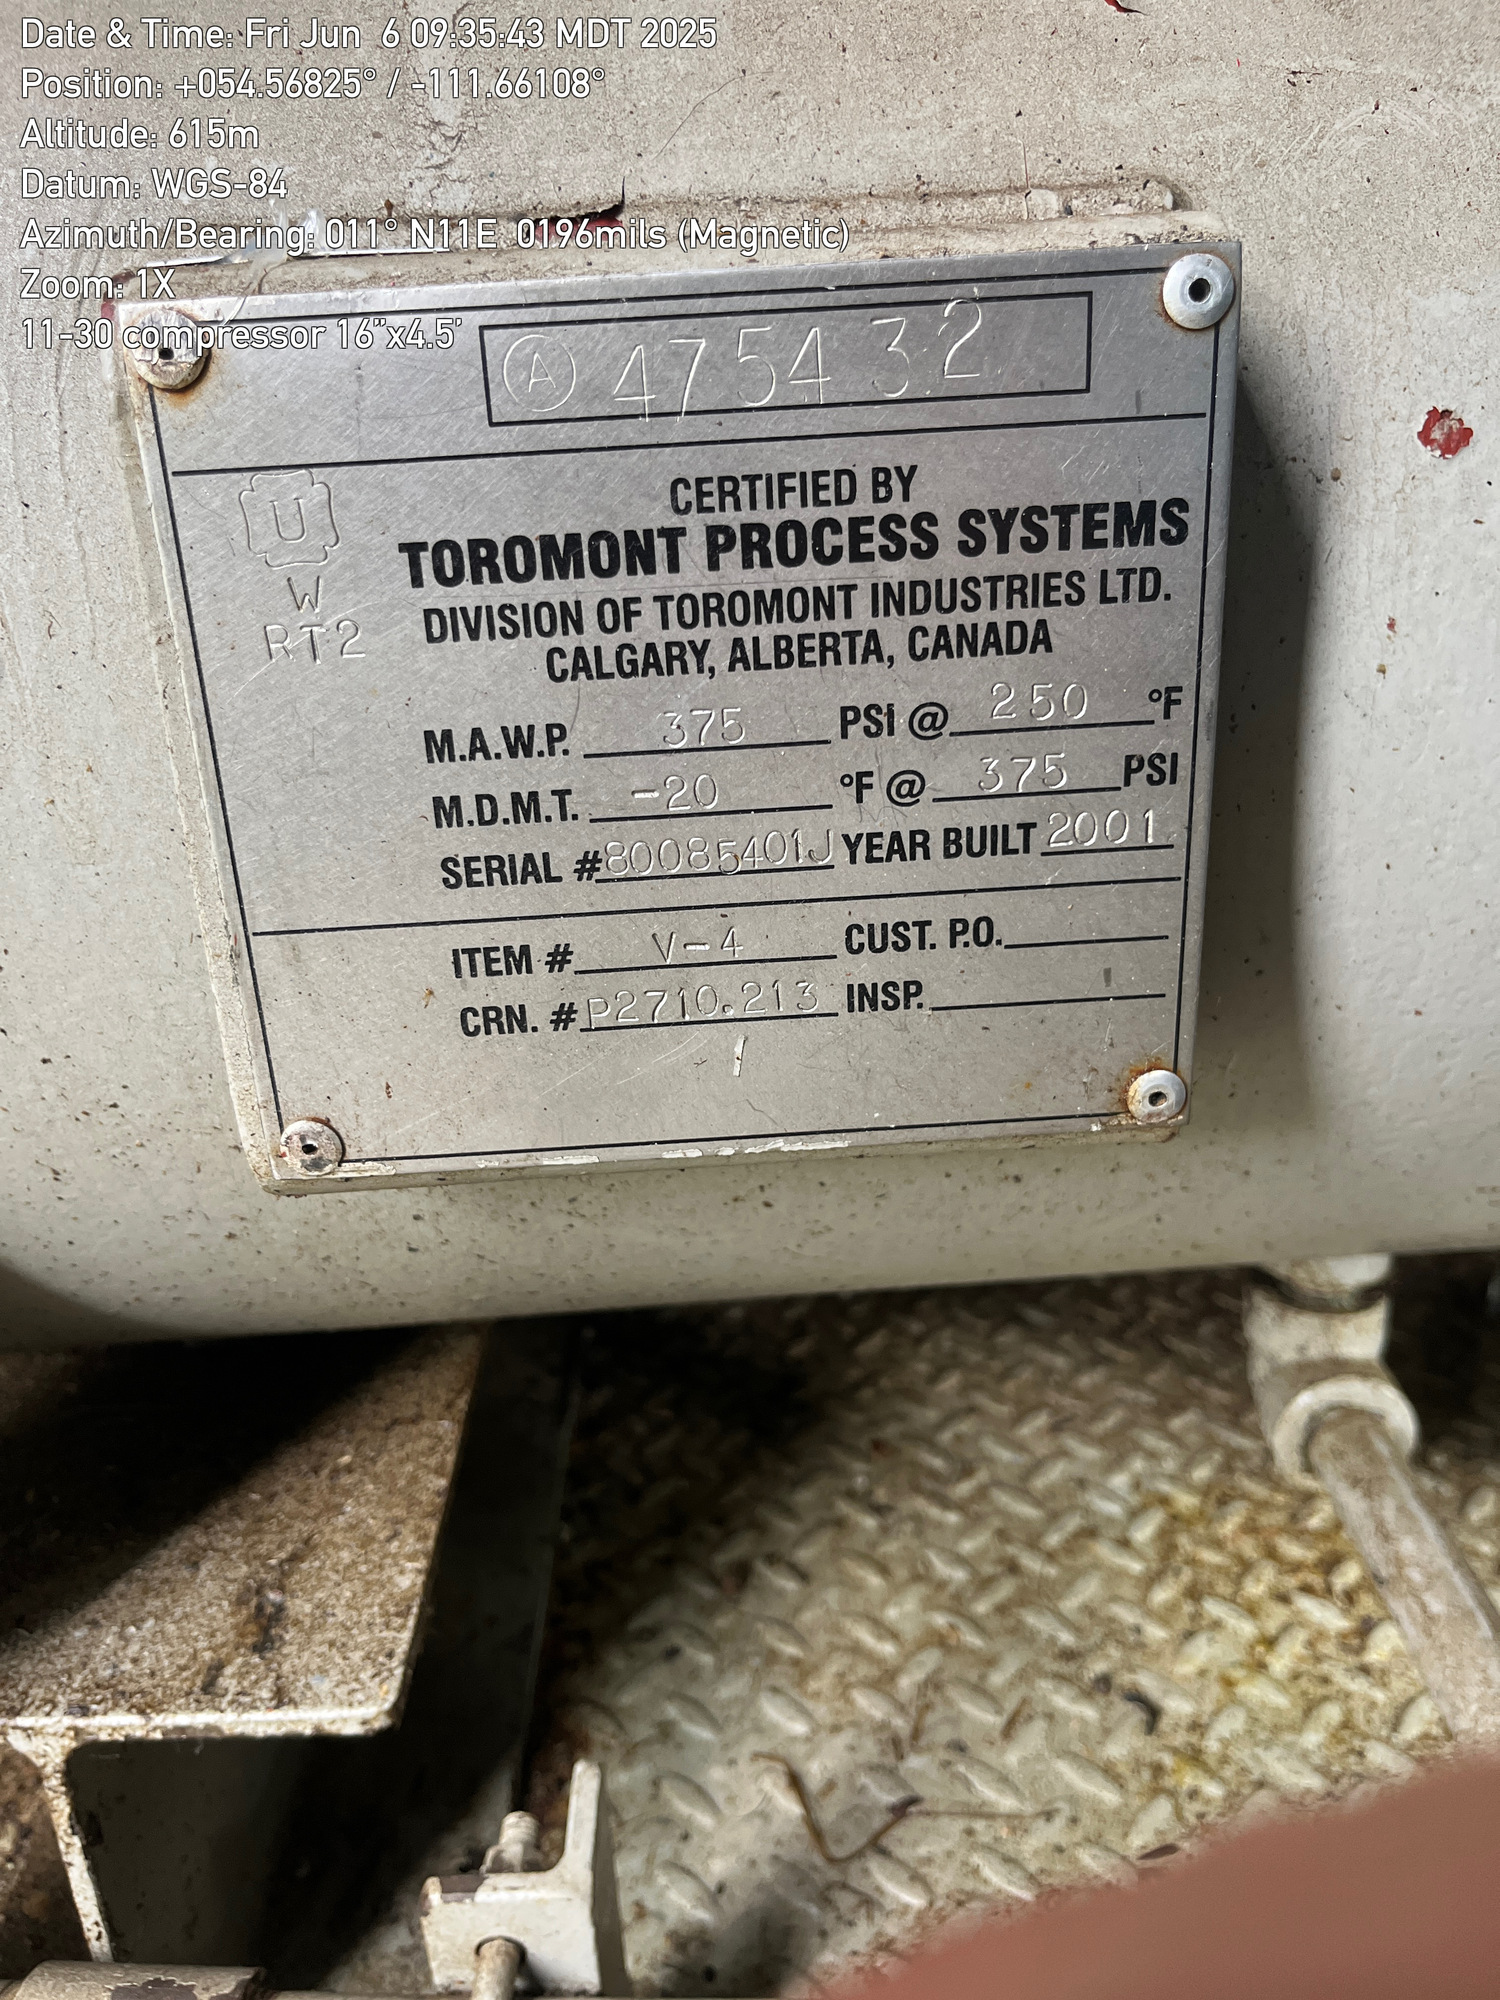 Date & Time: Fri Jun 6 09:35:43 MDT 2025
Position: +054.56825° / -111.66108°
Altitude: 615m
Datum: WGS-84
Azimuth/Bearing: 011° N11E 0196mils (Magnetic)
Zoom: 1X
11-30 compressor 16"x4.5'
A 475432
U
W
RT2
CERTIFIED BY
TOROMONT PROCESS SYSTEMS
DIVISION OF TOROMONT INDUSTRIES LTD.
CALGARY, ALBERTA, CANADA
M.A.W.P. 375 PSI @ 250 °F
M.D.M.T. -20 °F @ 375 PSI
SERIAL # 80085401J YEAR BUILT 2001
ITEM # V-4 CUST. P.O.
CRN. # P2710.213 INSP.